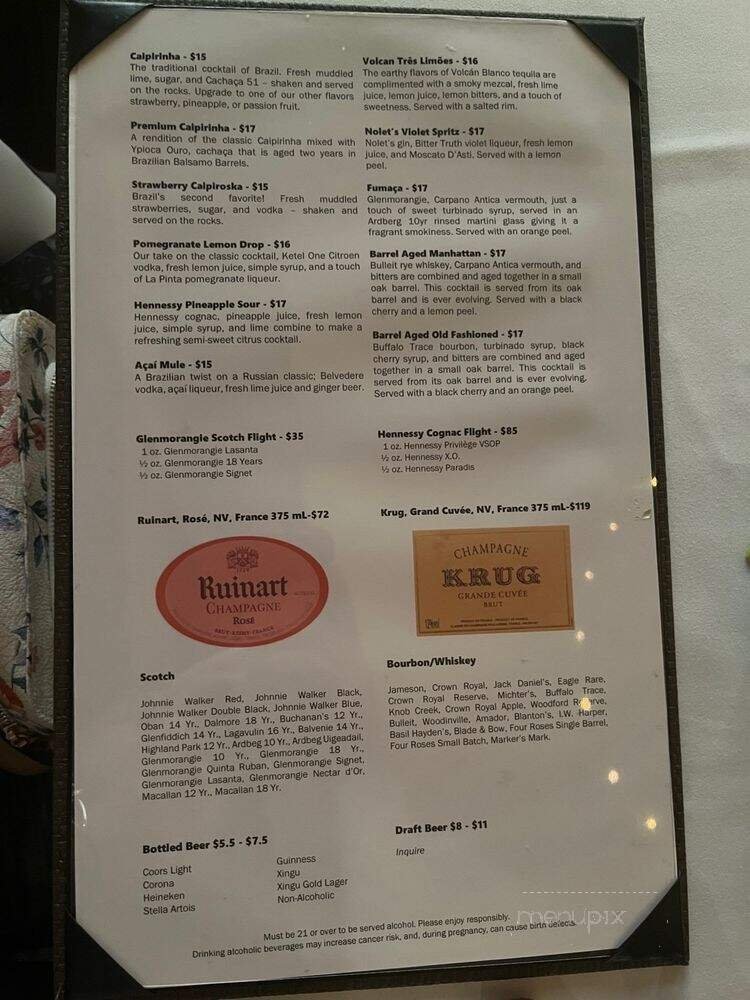 Caipirinha - $15
The traditional cocktail of Brazil. Fresh muddled
lime, sugar, and Cachaça 51 – shaken and served
on the rocks. Upgrade to one of our other flavors
strawberry, pineapple, or passion fruit.
Premium Caipirinha - $17
A rendition of the classic Caipirinha mixed with
Ypioca Ouro, cachaça that is aged two years in
Brazilian Balsamo Barrels.
Strawberry Caipiroska - $15
Brazil's second favorite! Fresh muddled
strawberries, sugar, and vodka – shaken and
served on the rocks.
Pomegranate Lemon Drop - $16
Our take on the classic cocktail, Ketel One Citroen
vodka, fresh lemon juice, simple syrup, and a touch
of La Pinta pomegranate liqueur.
Hennessy Pineapple Sour - $17
Hennessy cognac, pineapple juice, fresh lemon
juice, simple syrup, and lime combine to make a
refreshing semi-sweet citrus cocktail.
Açaí Mule - $15
A Brazilian twist on a Russian classic; Belvedere
vodka, açaí liqueur, fresh lime juice and ginger beer.
Volcan Três Limões - $16
The earthy flavors of Volcán Blanco tequila are
complimented with a smoky mezcal, fresh lime
juice, lemon juice, lemon bitters, and a touch of
sweetness. Served with a salted rim.
Nolet's Violet Spritz - $17
Nolet's gin, Bitter Truth violet liqueur, fresh lemon
juice, and Moscato D'Asti. Served with a lemon
peel.
Fumaça - $17
Glenmorangie, Carpano Antica vermouth, just a
touch of sweet turbinado syrup, served in an
Ardberg 10yr rinsed martini glass giving it a
fragrant smokiness. Served with an orange peel.
Barrel Aged Manhattan - $17
Bulleit rye whiskey, Carpano Antica vermouth, and
bitters are combined and aged together in a small
oak barrel. This cocktail is served from its oak
barrel and is ever evolving. Served with a black
cherry and a lemon peel.
Barrel Aged Old Fashioned - $17
Buffalo Trace bourbon, turbinado syrup, black
cherry syrup, and bitters are combined and aged
together in a small oak barrel. This cocktail is
served from its oak barrel and is ever evolving.
Served with a black cherry and an orange peel.
Glenmorangie Scotch Flight - $35
1 oz. Glenmorangie Lasanta
½ oz. Glenmorangie 18 Years
½ oz. Glenmorangie Signet
Hennessy Cognac Flight - $85
1 oz. Hennessy Privilège VSOP
½ oz. Hennessy X.O.
½ oz. Hennessy Paradis
Ruinart, Rosé, NV, France 375 mL-$72
Ruinart
CHAMPAGNE
ROSÉ
BRUT-REIMS-FRANCE
Krug, Grand Cuvée, NV, France 375 mL-$119
CHAMPAGNE
KRUG
GRANDE CUVÉE
BRUT
Scotch
Johnnie Walker Red, Johnnie Walker Black,
Johnnie Walker Double Black, Johnnie Walker Blue,
Oban 14 Yr., Dalmore 18 Yr., Buchanan's 12 Yr.,
Glenfiddich 14 Yr., Lagavulin 16 Yr., Balvenie 14 Yr.,
Highland Park 12 Yr., Ardbeg 10 Yr., Ardbeg Uigeadail,
Glenmorangie 10 Yr., Glenmorangie 18 Yr.,
Glenmorangie Quinta Ruban, Glenmorangie Signet,
Glenmorangie Lasanta, Glenmorangie Nectar d'Or,
Macallan 12 Yr., Macallan 18 Yr.
Bourbon/Whiskey
Jameson, Crown Royal, Jack Daniel's, Eagle Rare,
Crown Royal Reserve, Michter's, Buffalo Trace,
Knob Creek, Crown Royal Apple, Woodford Reserve,
Bulleit, Woodinville, Amador, Blanton's, I.W. Harper,
Basil Hayden's, Blade & Bow, Four Roses Single Barrel,
Four Roses Small Batch, Marker's Mark.
Bottled Beer $5.5 - $7.5
Coors Light
Corona
Heineken
Stella Artois
Guinness
Xingu
Xingu Gold Lager
Non-Alcoholic
Draft Beer $8 - $11
Inquire
Must be 21 or over to be served alcohol. Please enjoy responsibly.
Drinking alcoholic beverages may increase cancer risk, and, during pregnancy, can cause birth defects.
menupix